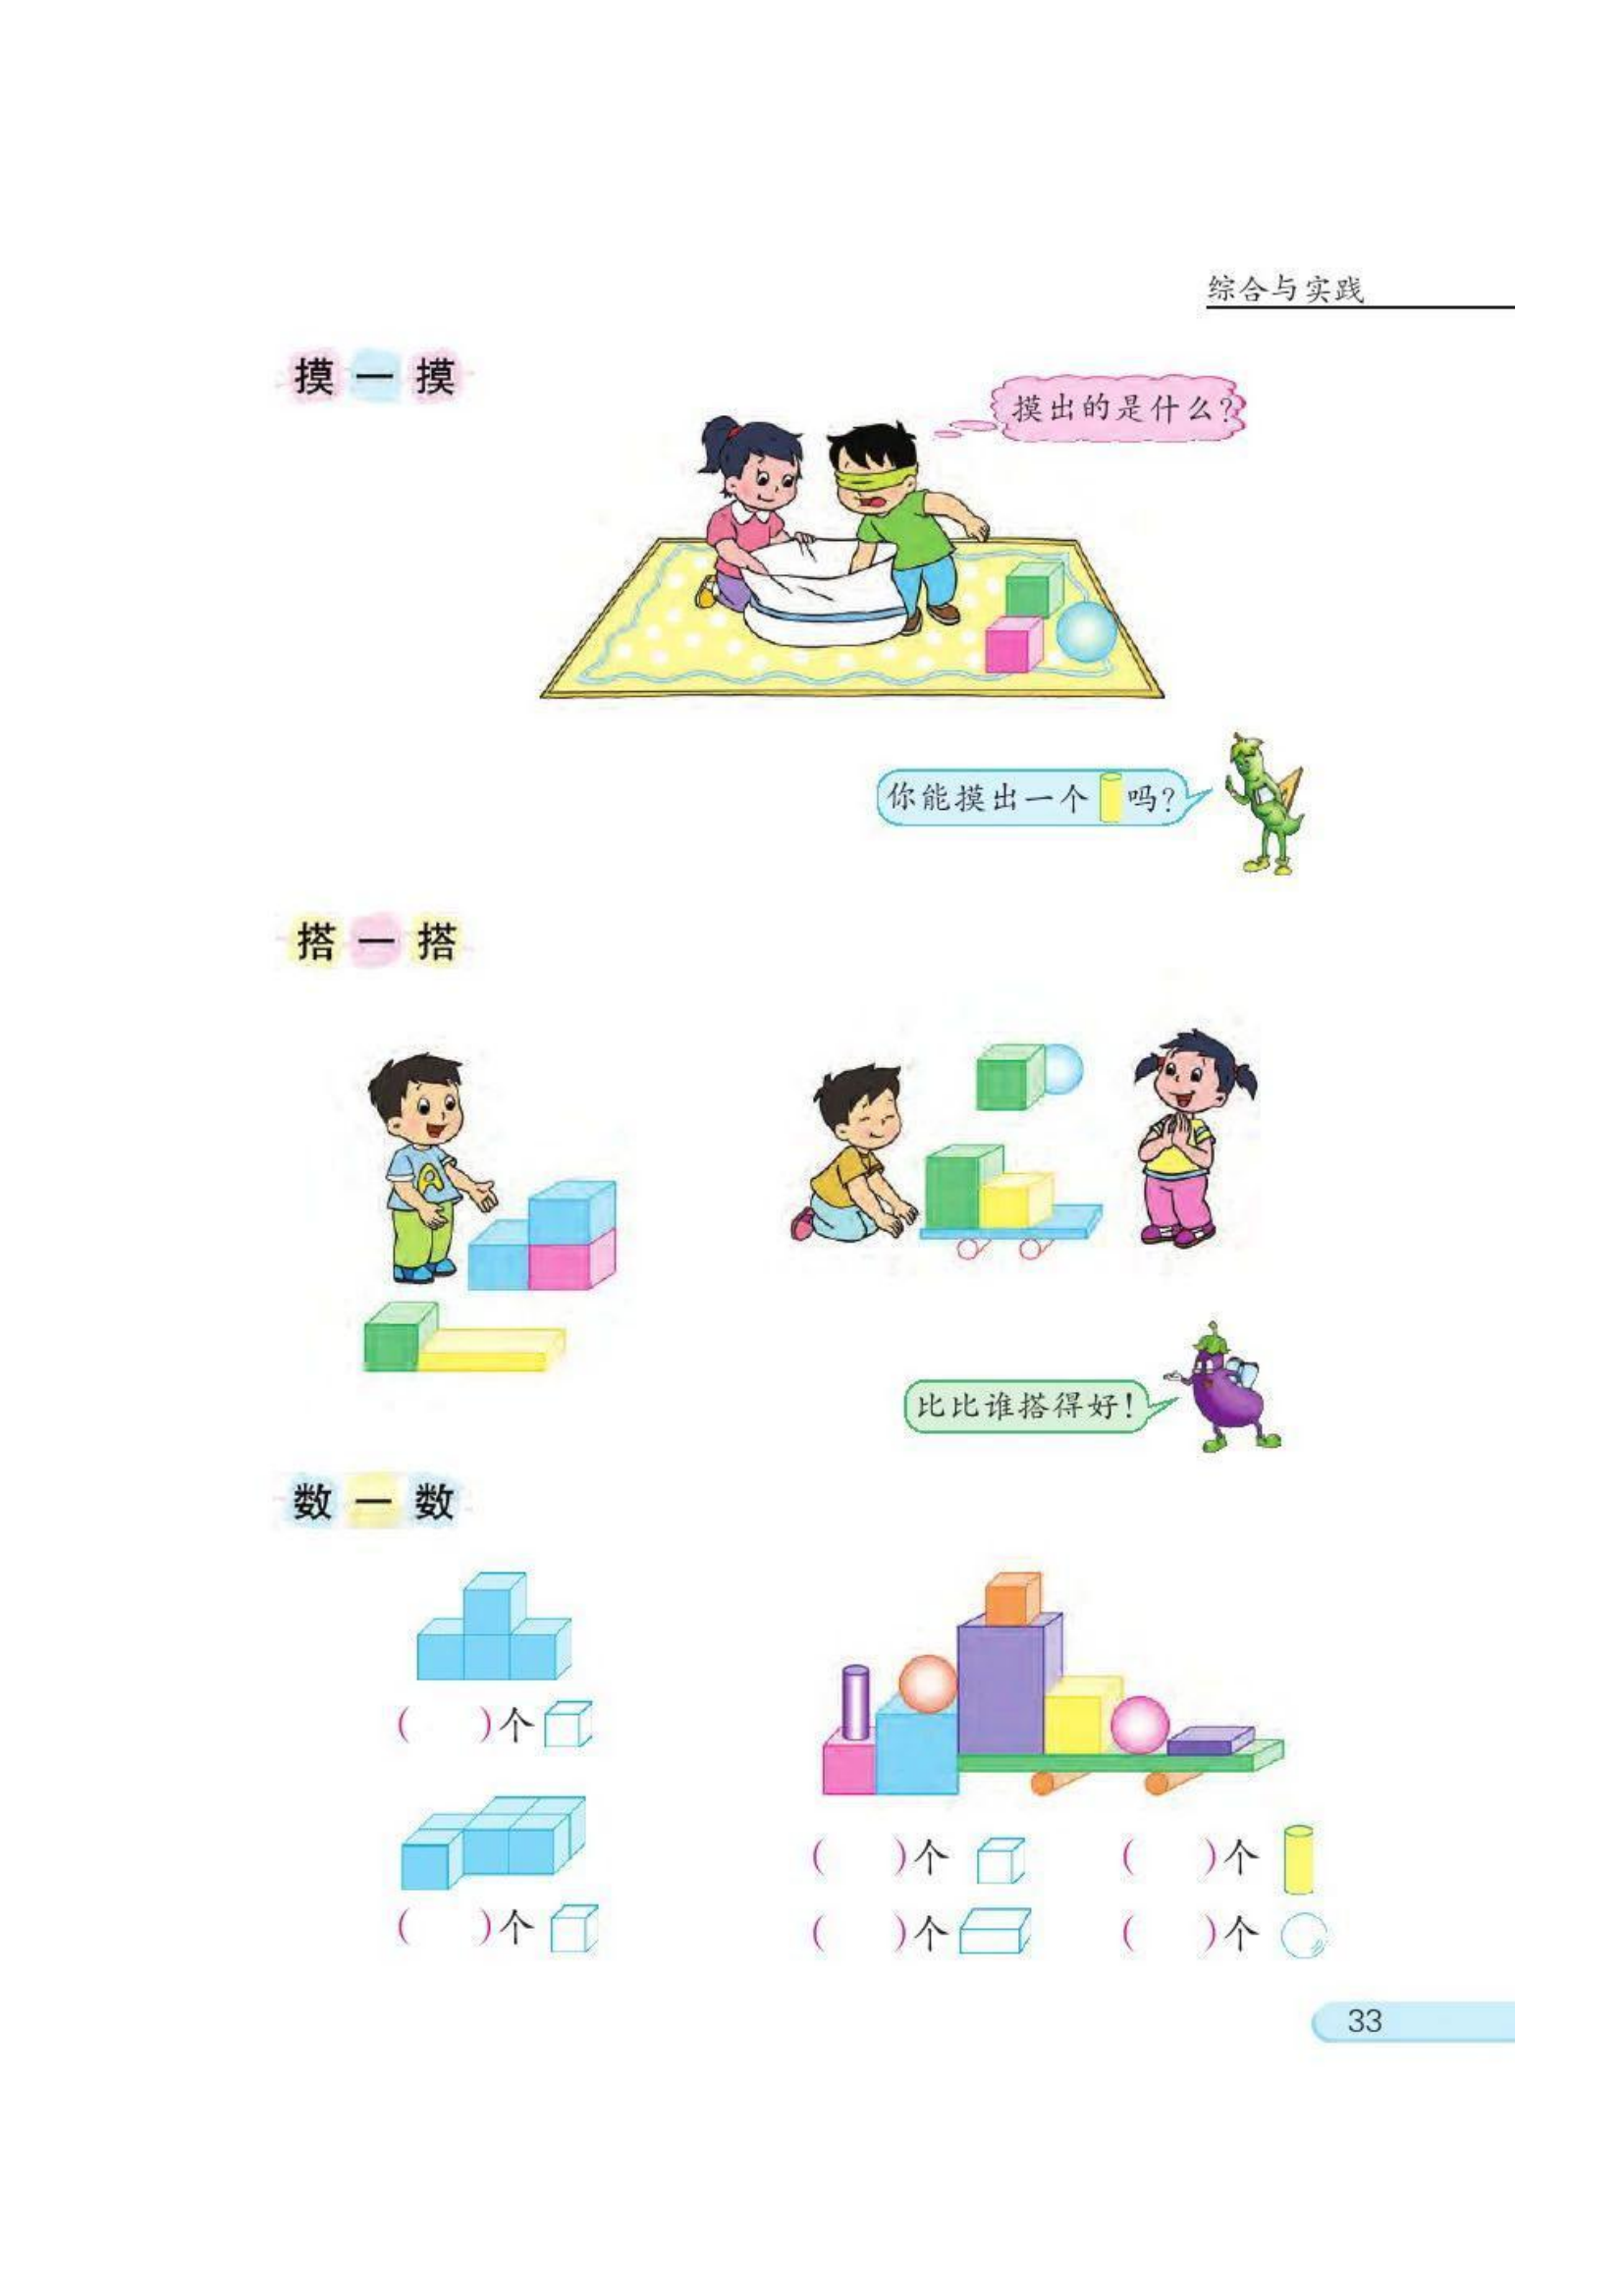 综合与实践
摸一摸
摸出的是什么?
你能摸出一个吗?
搭一搭
比比谁搭得好!
数一数
( )个
( )个
( )个 ( )个
( )个 ( )个
33